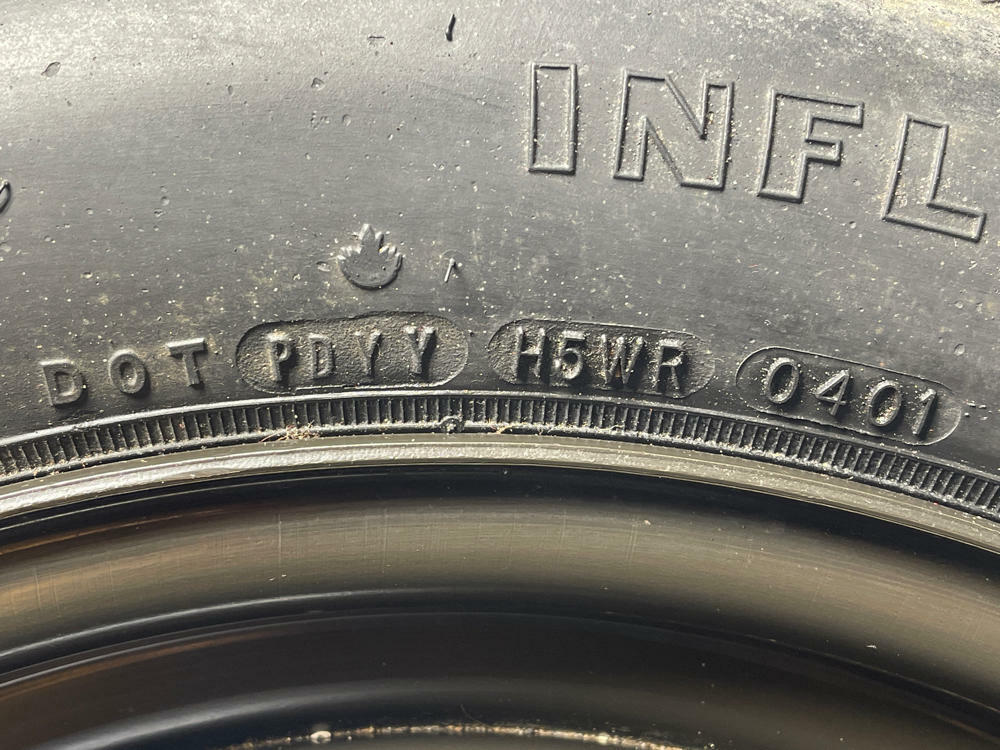 INFL
DOT PDYY H5WR 0401